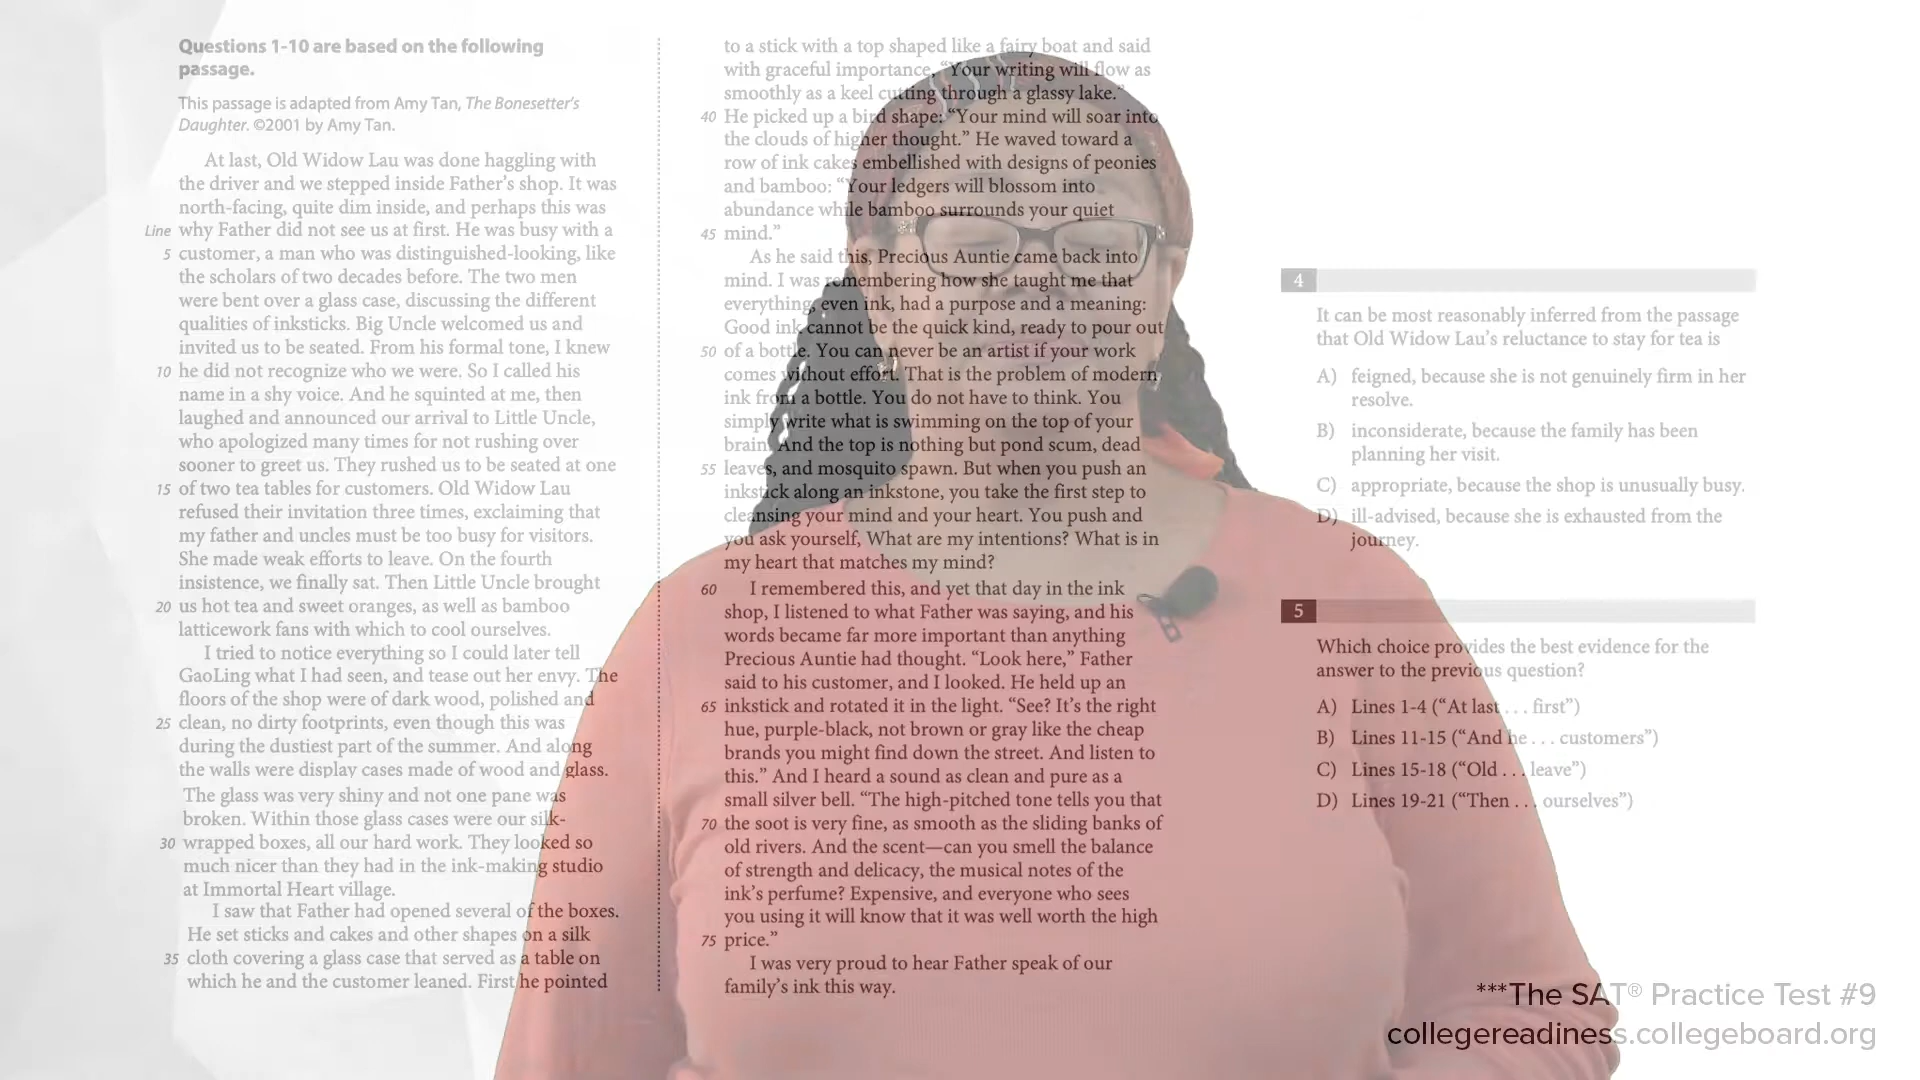 Questions 1-10 are based on the following
passage.
This passage is adapted from Amy Tan, The Bonesetter's
Daughter. ©2001 by Amy Tan.
At last, Old Widow Lau was done haggling with
the driver and we stepped inside Father's shop. It was
north-facing, quite dim inside, and perhaps this was
Line why Father did not see us at first. He was busy with a
5 customer, a man who was distinguished-looking, like
the scholars of two decades before. The two men
were bent over a glass case, discussing the different
qualities of inksticks. Big Uncle welcomed us and
invited us to be seated. From his formal tone, I knew
10 he did not recognize who we were. So I called his
name in a shy voice. And he squinted at me, then
laughed and announced our arrival to Little Uncle,
who apologized many times for not rushing over
sooner to greet us. They rushed us to be seated at one
15 of two tea tables for customers. Old Widow Lau
refused their invitation three times, exclaiming that
my father and uncles must be too busy for visitors.
She made weak efforts to leave. On the fourth
insistence, we finally sat. Then Little Uncle brought
20 us hot tea and sweet oranges, as well as bamboo
latticework fans with which to cool ourselves.
I tried to notice everything so I could later tell
GaoLing what I had seen, and tease out her envy. The
floors of the shop were of dark wood, polished and
25 clean, no dirty footprints, even though this was
during the dustiest part of the summer. And along
the walls were display cases made of wood and glass.
The glass was very shiny and not one pane was
broken. Within those glass cases were our silk-
30 wrapped boxes, all our hard work. They looked so
much nicer than they had in the ink-making studio
at Immortal Heart village.
I saw that Father had opened several of the boxes.
He set sticks and cakes and other shapes on a silk
35 cloth covering a glass case that served as a table on
which he and the customer leaned. First he pointed
to a stick with a top shaped like a fairy boat and said
with graceful importance, “Your writing will flow as
smoothly as a keel cutting through a glassy lake.”
40 He picked up a bird shape: “Your mind will soar into
the clouds of higher thought.” He waved toward a
row of ink cakes embellished with designs of peonies
and bamboo: “Your ledgers will blossom into
abundance while bamboo surrounds your quiet
45 mind.”
As he said this, Precious Auntie came back into
mind. I was remembering how she taught me that
everything, even ink, had a purpose and a meaning:
Good ink cannot be the quick kind, ready to pour out
50 of a bottle. You can never be an artist if your work
comes without effort. That is the problem of modern
ink from a bottle. You do not have to think. You
simply write what is swimming on the top of your
brain. And the top is nothing but pond scum, dead
55 leaves, and mosquito spawn. But when you push an
inkstick along an inkstone, you take the first step to
cleansing your mind and your heart. You push and
you ask yourself, What are my intentions? What is in
my heart that matches my mind?
60 I remembered this, and yet that day in the ink
shop, I listened to what Father was saying, and his
words became far more important than anything
Precious Auntie had thought. “Look here,” Father
said to his customer, and I looked. He held up an
65 inkstick and rotated it in the light. “See? It's the right
hue, purple-black, not brown or gray like the cheap
brands you might find down the street. And listen to
this.” And I heard a sound as clean and pure as a
small silver bell. “The high-pitched tone tells you that
70 the soot is very fine, as smooth as the sliding banks of
old rivers. And the scent—can you smell the balance
of strength and delicacy, the musical notes of the
ink's perfume? Expensive, and everyone who sees
you using it will know that it was well worth the high
75 price.”
I was very proud to hear Father speak of our
family's ink this way.
4
It can be most reasonably inferred from the passage
that Old Widow Lau's reluctance to stay for tea is
A) feigned, because she is not genuinely firm in her
resolve.
B) inconsiderate, because the family has been
planning her visit.
C) appropriate, because the shop is unusually busy.
D) ill-advised, because she is exhausted from the
journey.
5
Which choice provides the best evidence for the
answer to the previous question?
A) Lines 1-4 (“At last . . . first”)
B) Lines 11-15 (“And he . . . customers”)
C) Lines 15-18 (“Old . . . leave”)
D) Lines 19-21 (“Then . . . ourselves”)
***The SAT® Practice Test #9
collegereadiness.collegeboard.org